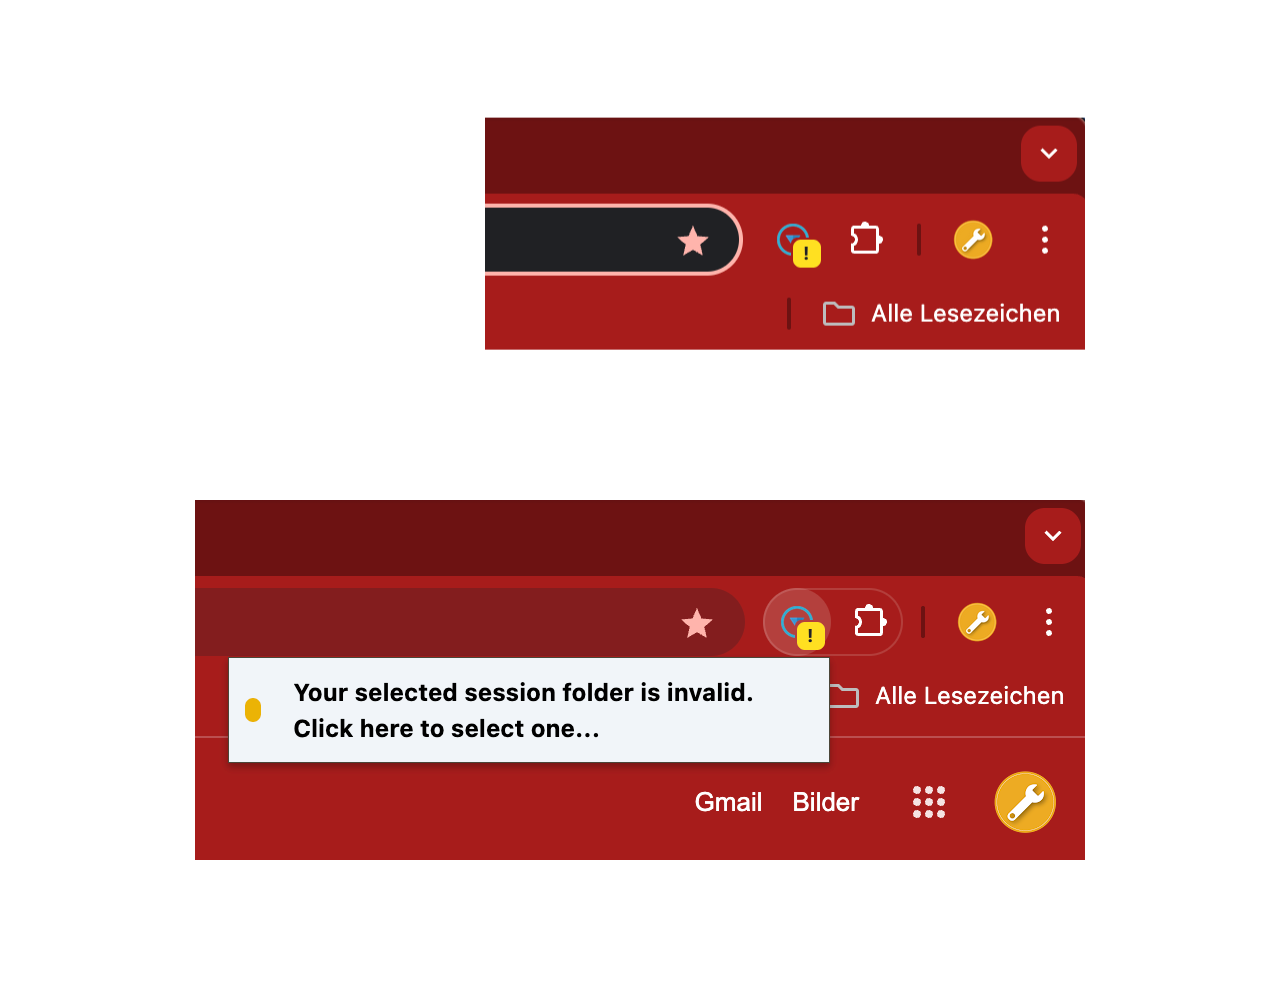 !
Alle Lesezeichen
!
Your selected session folder is invalid.
Click here to select one...
Alle Lesezeichen
Gmail Bilder